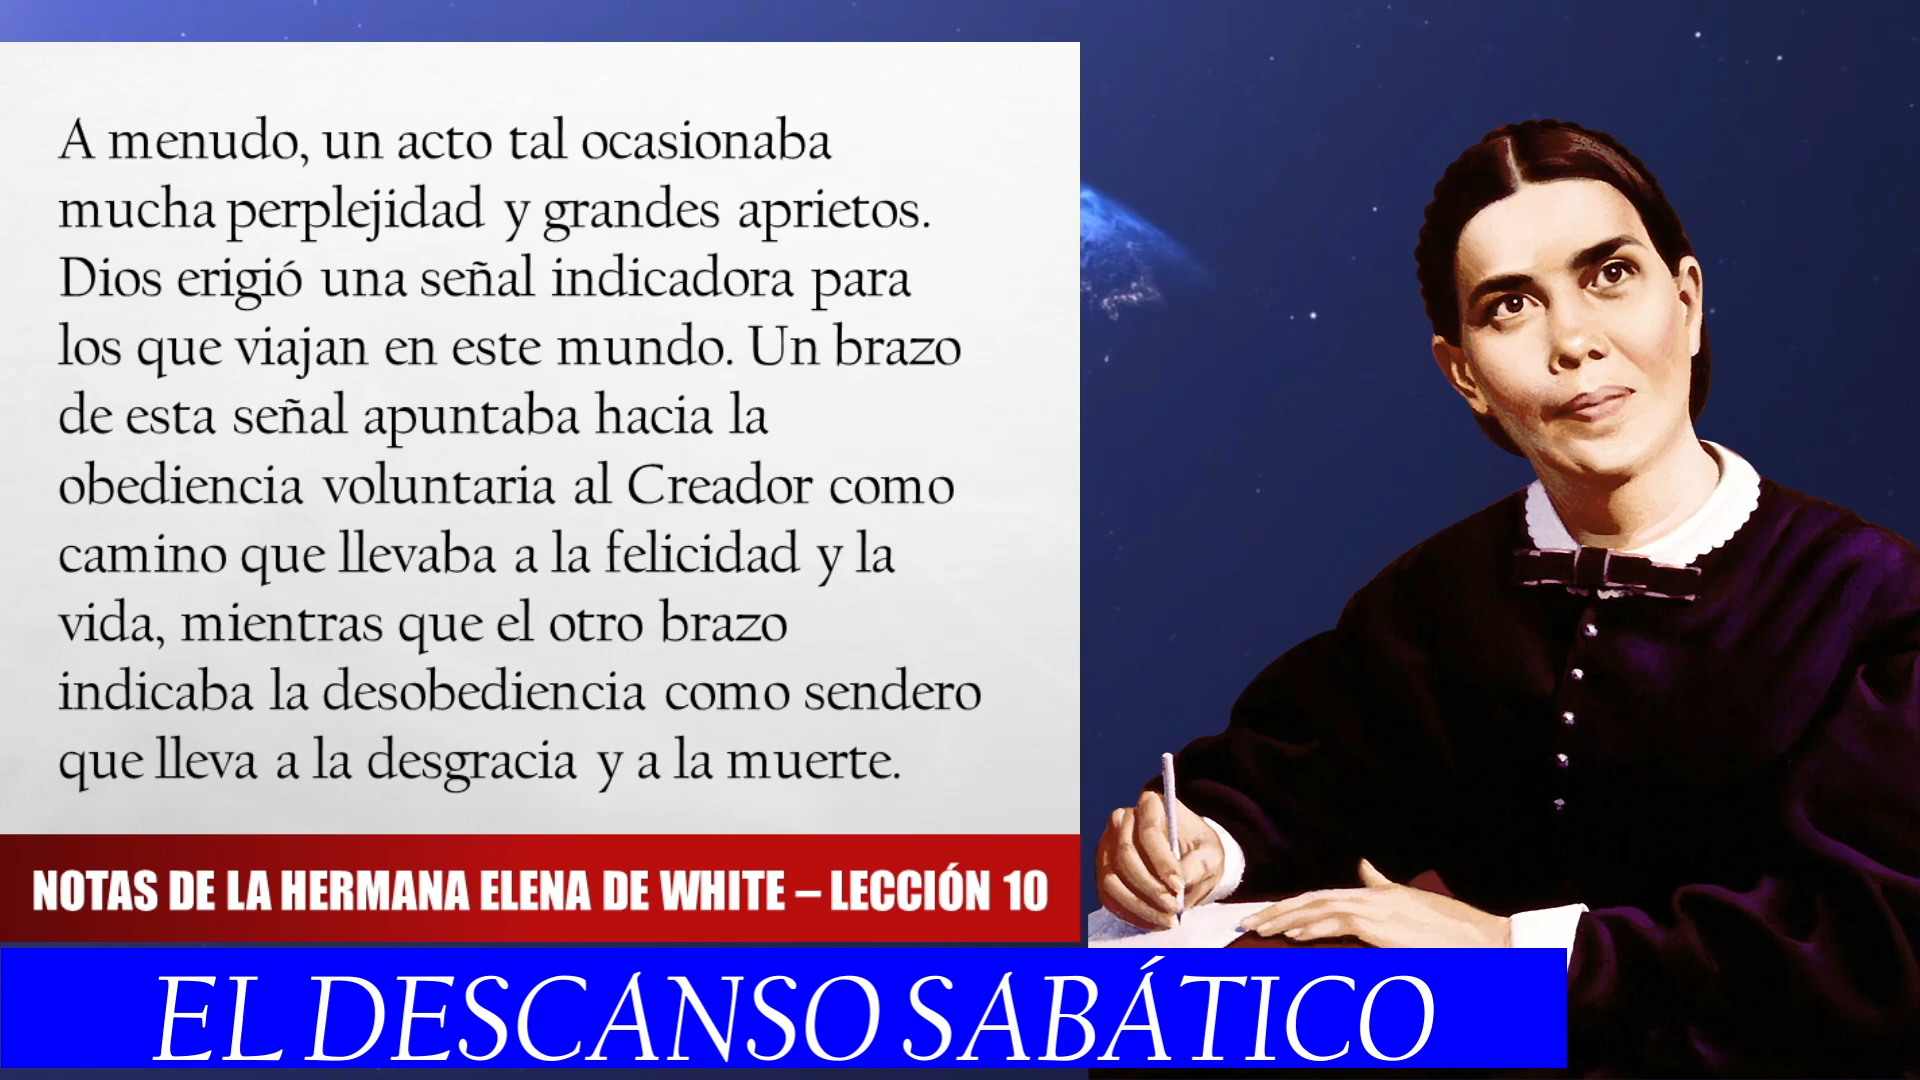 A menudo, un acto tal ocasionaba
mucha perplejidad y grandes aprietos.
Dios erigió una señal indicadora para
los que viajan en este mundo. Un brazo
de esta señal apuntaba hacia la
obediencia voluntaria al Creador como
camino que llevaba a la felicidad y la
vida, mientras que el otro brazo
indicaba la desobediencia como sendero
que lleva a la desgracia y a la muerte.
NOTAS DE LA HERMANA ELENA DE WHITE – LECCIÓN 10
EL DESCANSO SABÁTICO